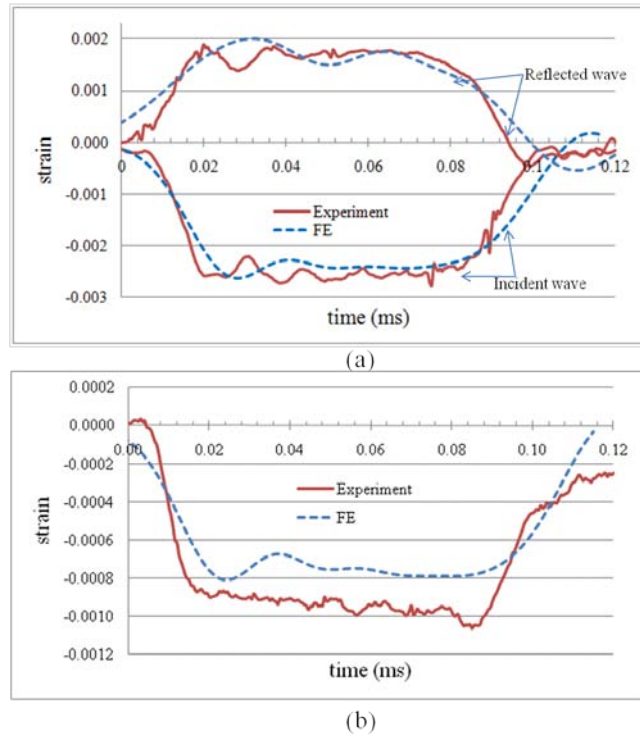 0.002
0.001
0.000
-0.001
-0.002
-0.003
strain
0 0.02 0.04 0.06 0.08 0.10 0.12
Reflected wave
Experiment
FE
Incident wave
time (ms)
(a)
0.0002
0.0000
-0.0002
-0.0004
-0.0006
-0.0008
-0.0010
-0.0012
strain
0.00 0.02 0.04 0.06 0.08 0.10 0.12
Experiment
FE
time (ms)
(b)